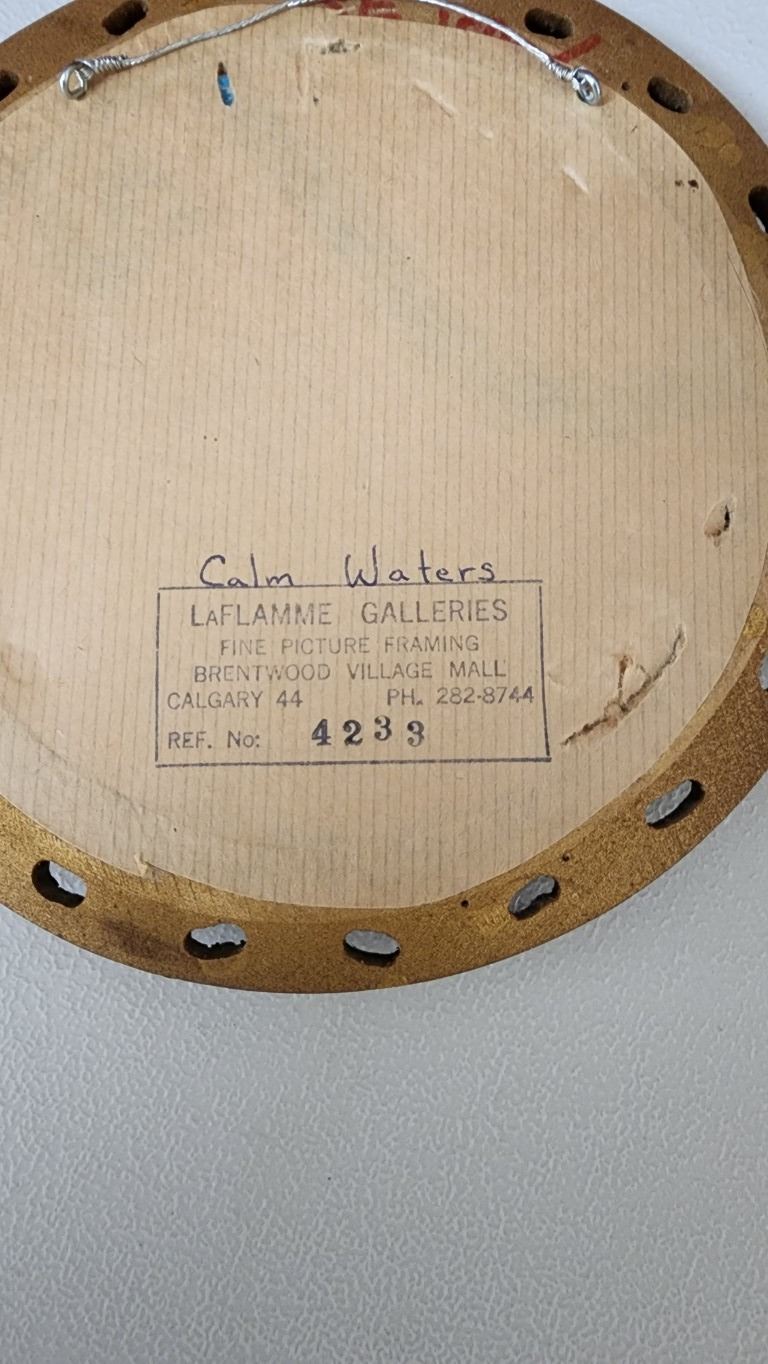 Calm Waters
LAFLAMME GALLERIES
FINE PICTURE FRAMING
BRENTWOOD VILLAGE MALL
CALGARY 44 PH. 282-8744
REF. No: 4233